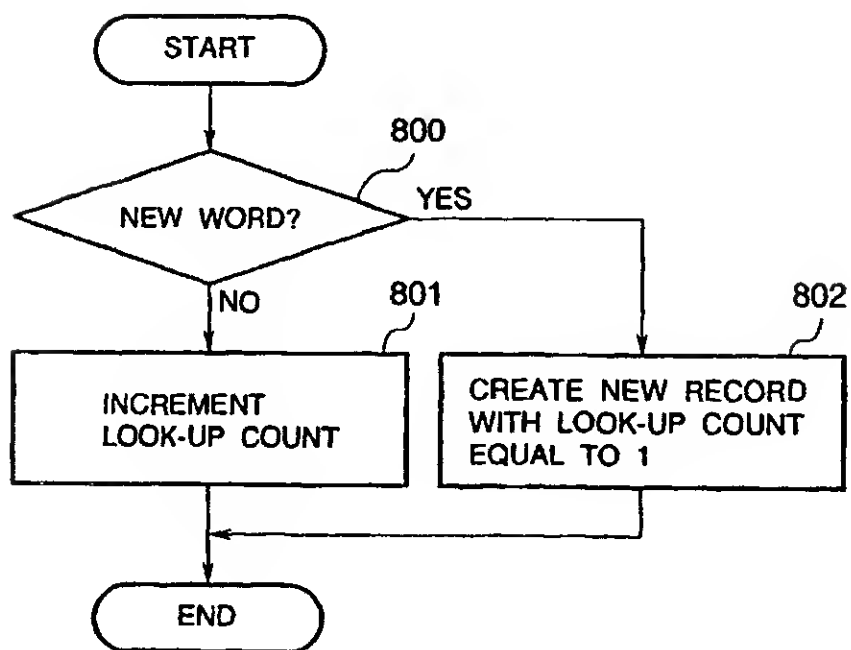 START
800
NEW WORD?
YES
NO
801
802
INCREMENT
LOOK-UP COUNT
CREATE NEW RECORD
WITH LOOK-UP COUNT
EQUAL TO 1
END